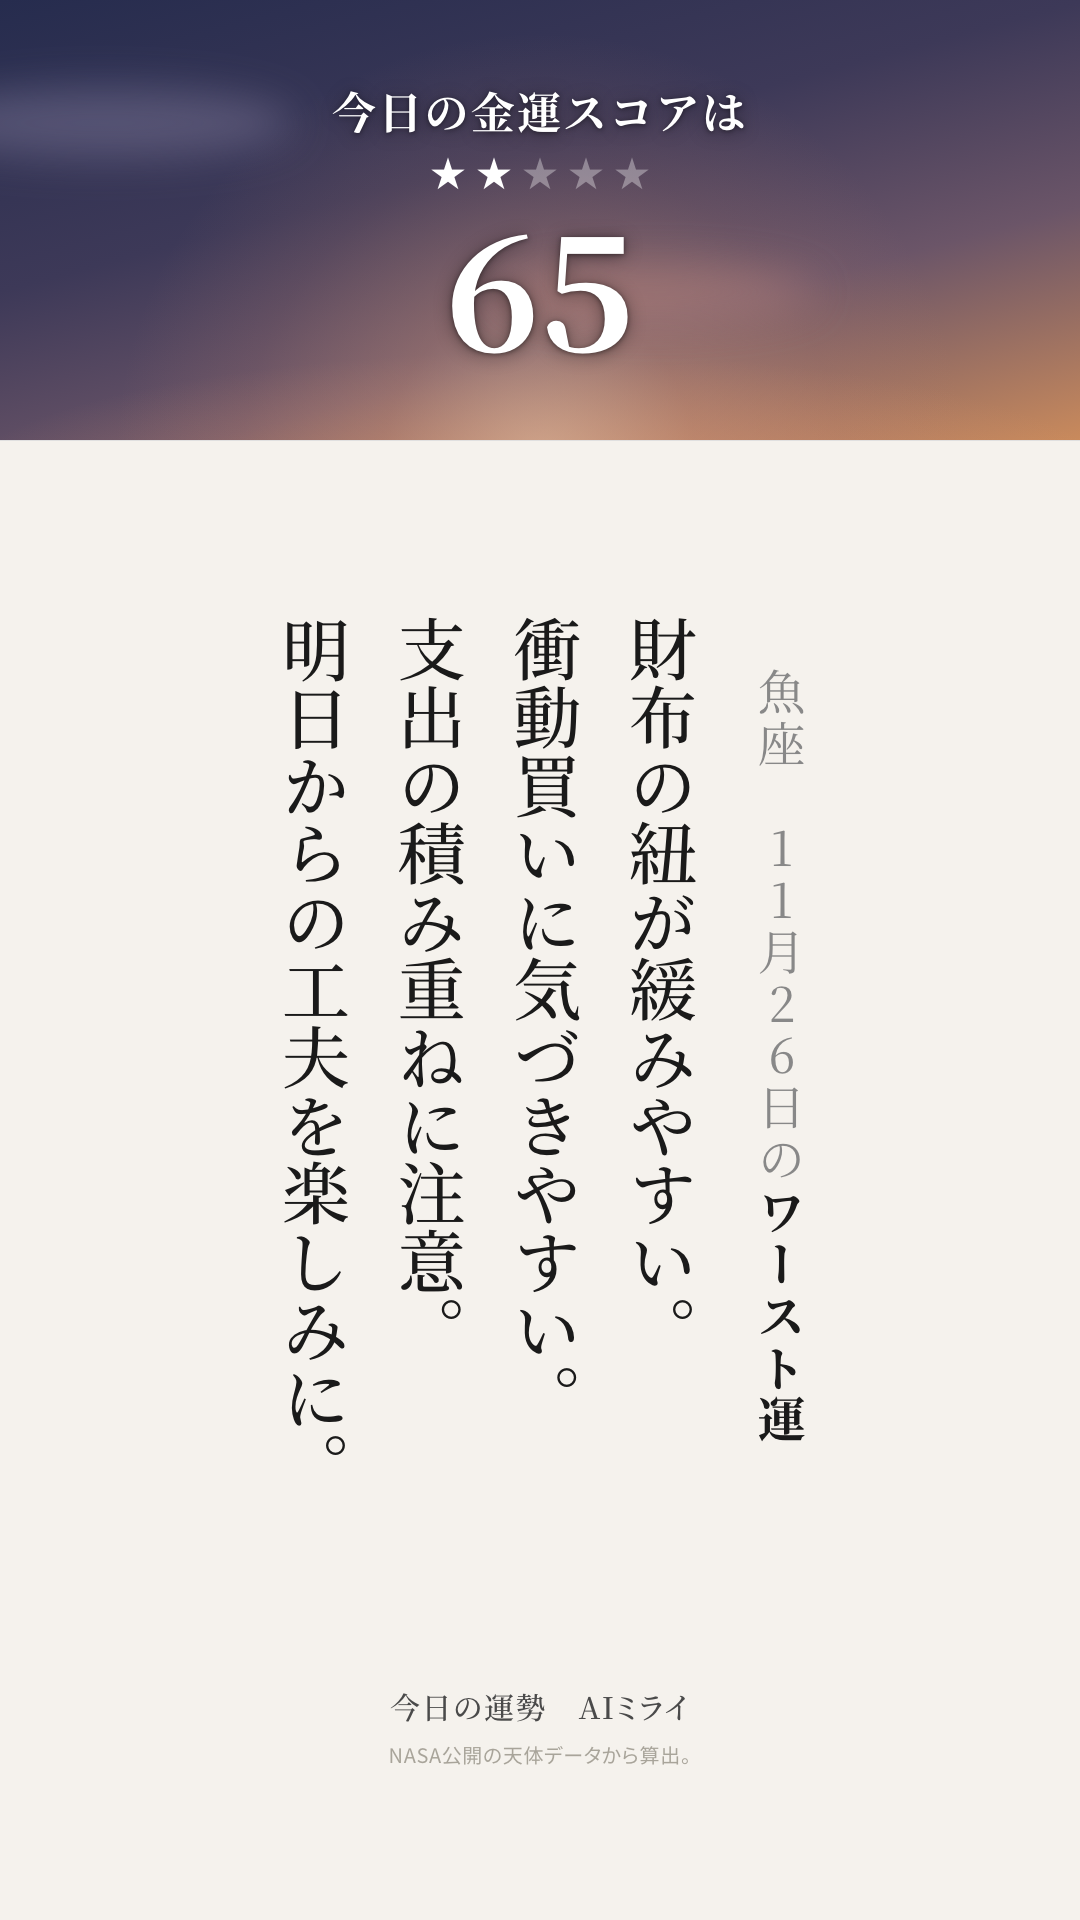 今日の金運スコアは
★★★★★
65
魚座　11月26日のワースト運
財布の紐が緩みやすい。
衝動買いに気づきやすい。
支出の積み重ねに注意。
明日からの工夫を楽しみに。
今日の運勢　AIミライ
NASA公開の天体データから算出。